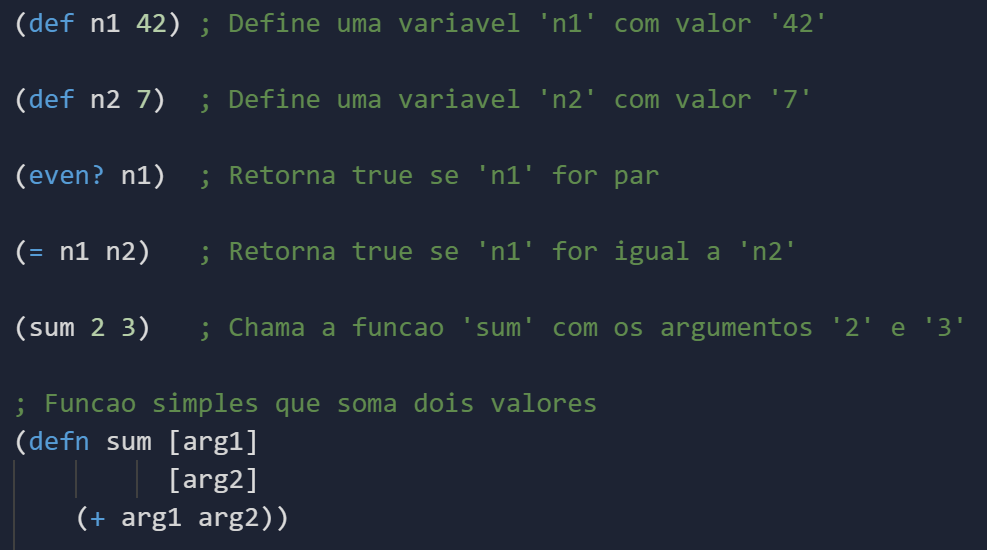 (def n1 42) ; Define uma variavel 'n1' com valor '42'
(def n2 7)  ; Define uma variavel 'n2' com valor '7'
(even? n1)  ; Retorna true se 'n1' for par
(= n1 n2)   ; Retorna true se 'n1' for igual a 'n2'
(sum 2 3)   ; Chama a funcao 'sum' com os argumentos '2' e '3'
; Funcao simples que soma dois valores
(defn sum [arg1]
          [arg2]
    (+ arg1 arg2))